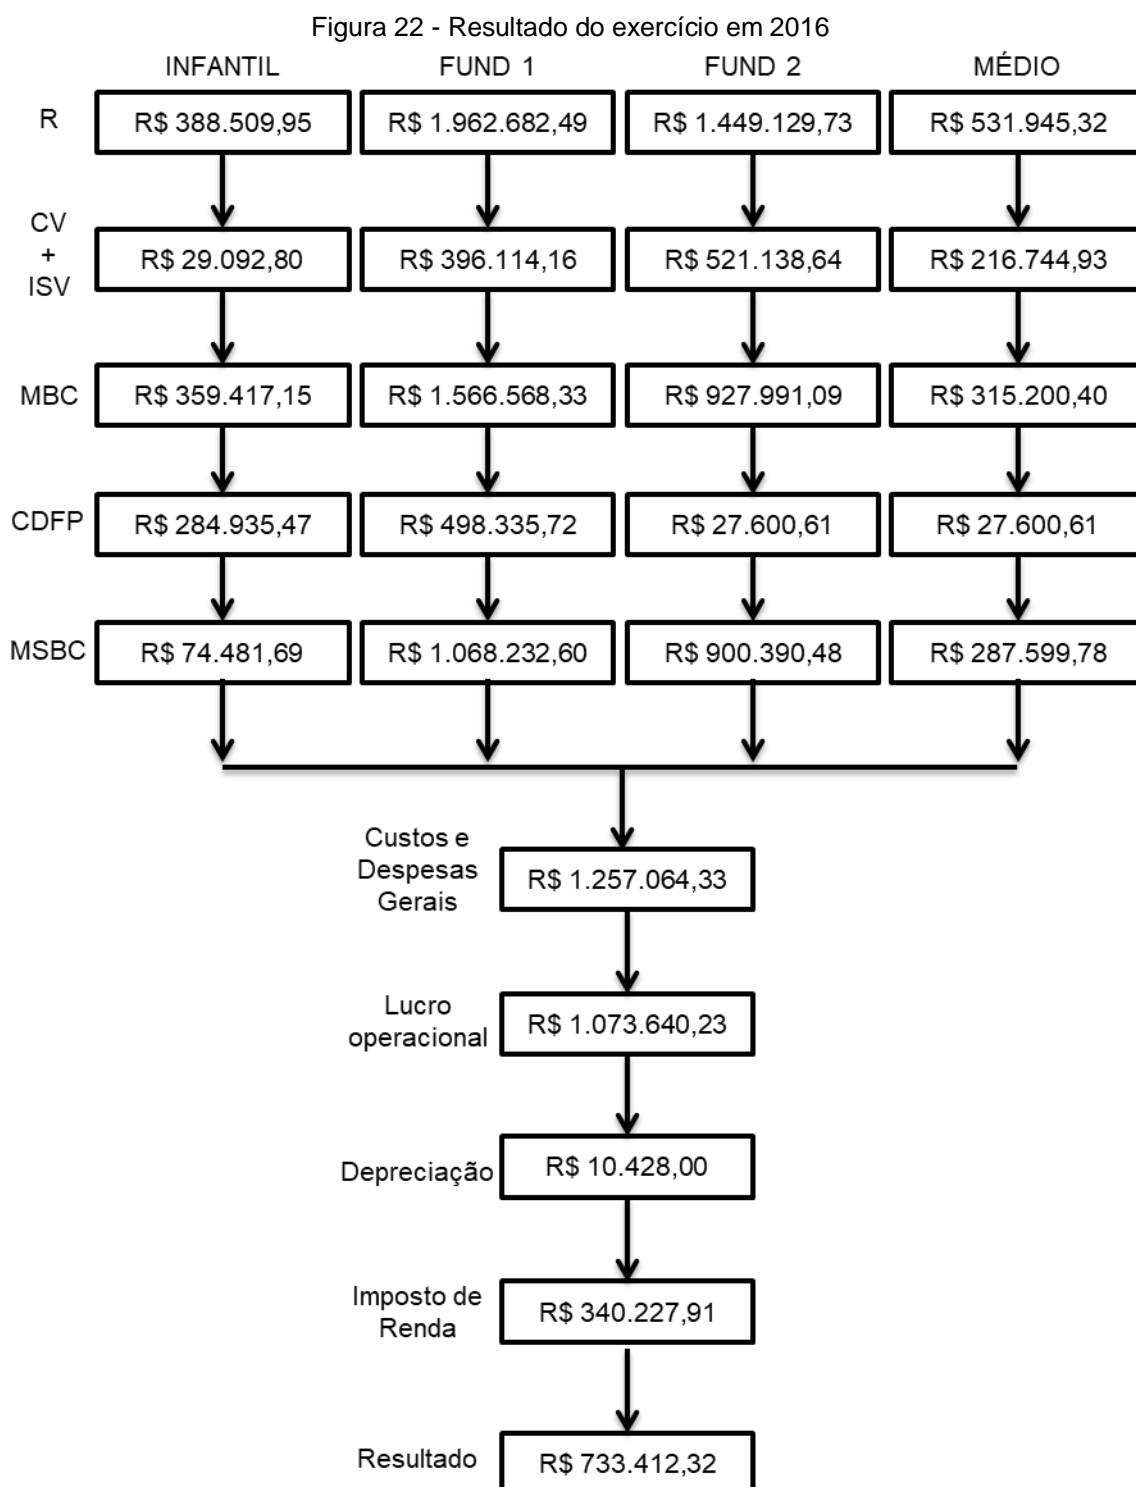 Figura 22 - Resultado do exercício em 2016
INFANTIL FUND 1 FUND 2 MÉDIO
R R$ 388.509,95 R$ 1.962.682,49 R$ 1.449.129,73 R$ 531.945,32
CV
+
ISV
R$ 29.092,80 R$ 396.114,16 R$ 521.138,64 R$ 216.744,93
MBC R$ 359.417,15 R$ 1.566.568,33 R$ 927.991,09 R$ 315.200,40
CDFP R$ 284.935,47 R$ 498.335,72 R$ 27.600,61 R$ 27.600,61
MSBC R$ 74.481,69 R$ 1.068.232,60 R$ 900.390,48 R$ 287.599,78
Custos e
Despesas
Gerais
R$ 1.257.064,33
Lucro
operacional
R$ 1.073.640,23
Depreciação R$ 10.428,00
Imposto de
Renda
R$ 340.227,91
Resultado R$ 733.412,32